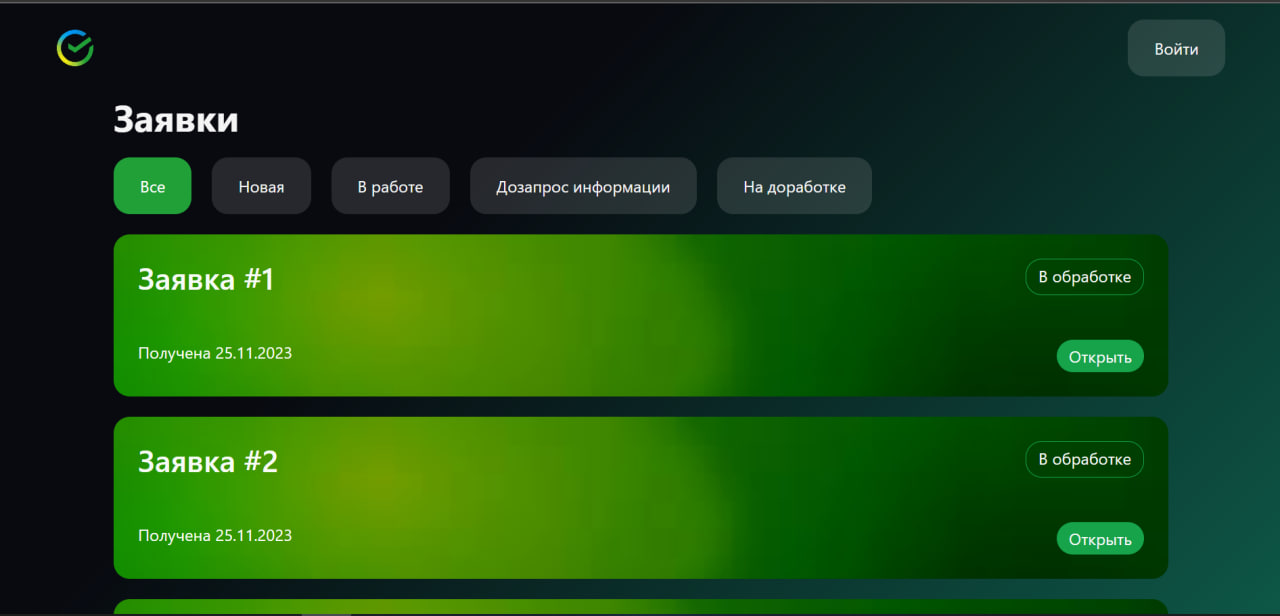 Войти
Заявки
Все Новая В работе Дозапрос информации На доработке
Заявка #1
В обработке
Получена 25.11.2023
Открыть
Заявка #2
В обработке
Получена 25.11.2023
Открыть